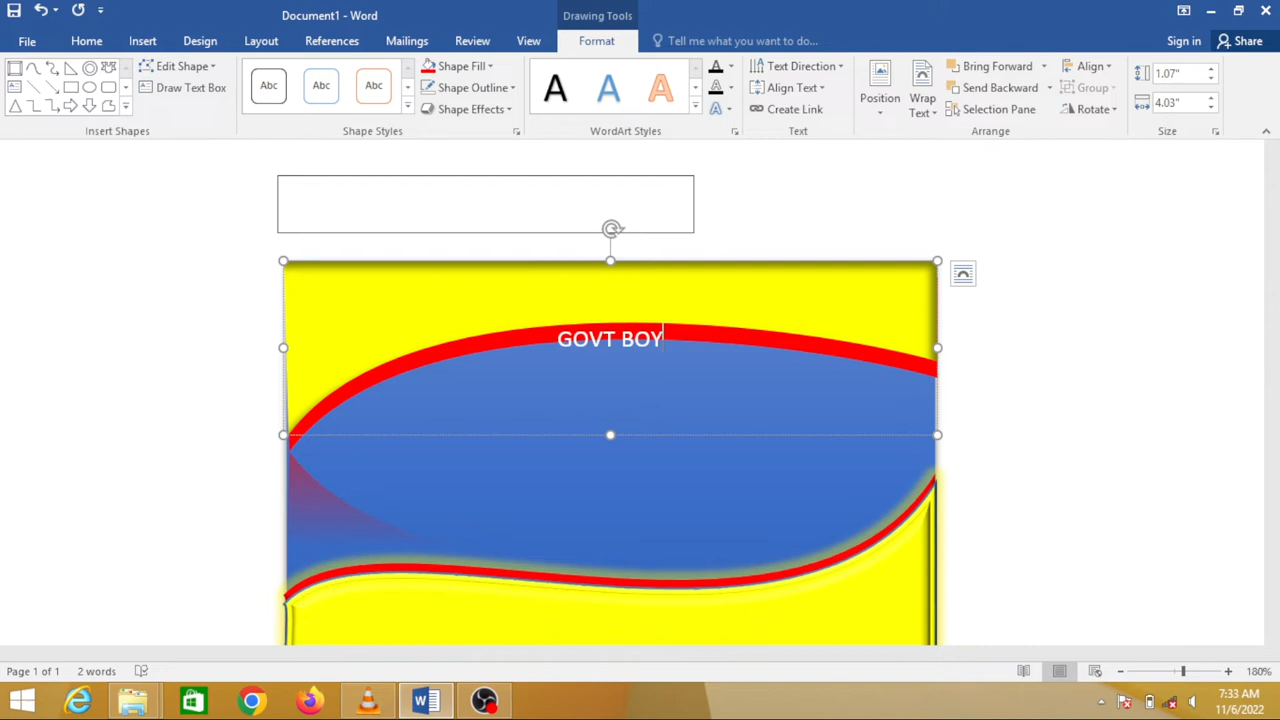 Document1 - Word
Drawing Tools
File
Home
Insert
Design
Layout
References
Mailings
Review
View
Format
Tell me what you want to do...
Sign in
Share
Edit Shape
Draw Text Box
Insert Shapes
Abc
Abc
Abc
Shape Fill
Shape Outline
Shape Effects
Shape Styles
A
A
A
WordArt Styles
Text Direction
Align Text
Create Link
Text
Position
Wrap
Text
Bring Forward
Send Backward
Selection Pane
Align
Group
Rotate
Arrange
1.07"
4.03"
Size
GOVT BOY
Page 1 of 1
2 words
180%
7:33 AM
11/6/2022